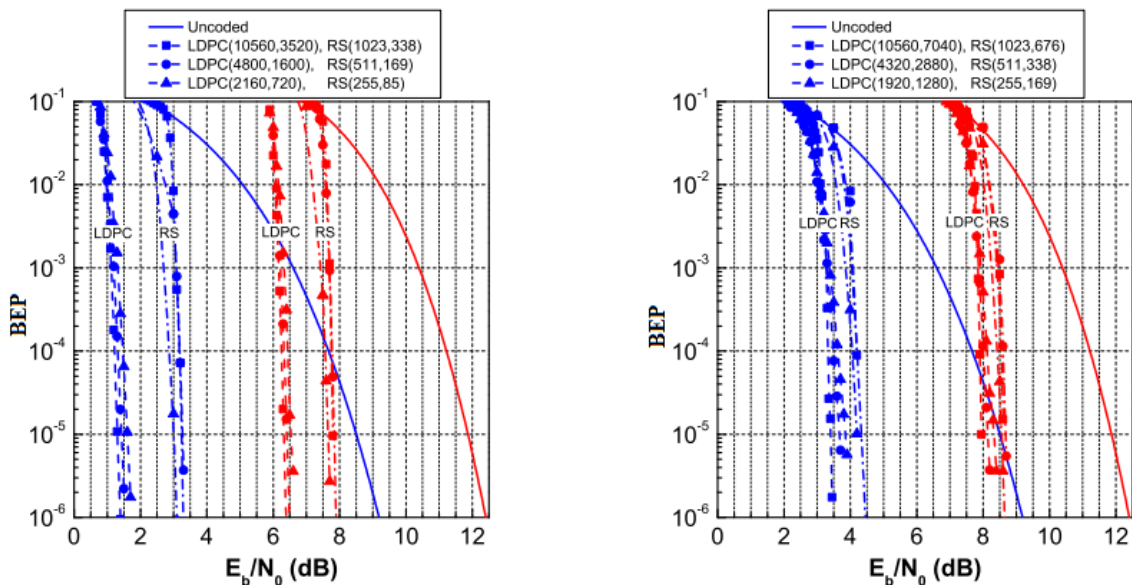 Uncoded
LDPC(10560,3520), RS(1023,338)
LDPC(4800,1600), RS(511,169)
LDPC(2160,720), RS(255,85)
10⁻¹
10⁻²
10⁻³
10⁻⁴
10⁻⁵
10⁻⁶
BEP
LDPC RS LDPC RS
0 2 4 6 8 10 12
E_b/N_0 (dB)
Uncoded
LDPC(10560,7040), RS(1023,676)
LDPC(4320,2880), RS(511,338)
LDPC(1920,1280), RS(255,169)
10⁻¹
10⁻²
10⁻³
10⁻⁴
10⁻⁵
10⁻⁶
BEP
LDPC RS LDPC RS
0 2 4 6 8 10 12
E_b/N_0 (dB)